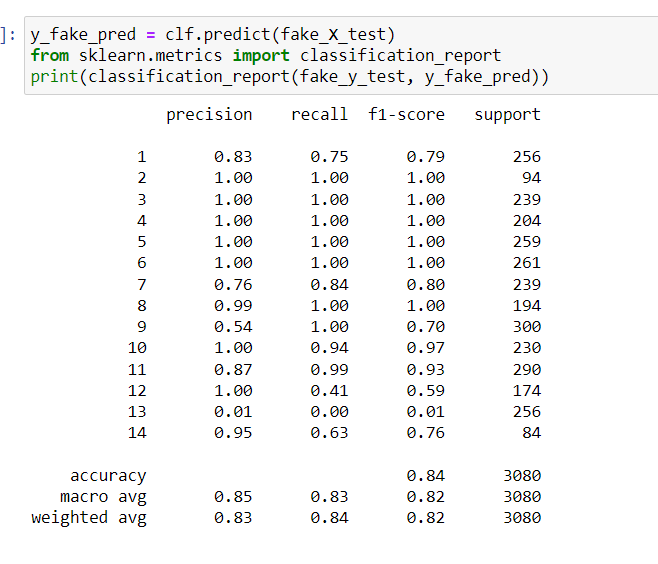 ]: y_fake_pred = clf.predict(fake_X_test)
from sklearn.metrics import classification_report
print(classification_report(fake_y_test, y_fake_pred))
precision recall f1-score support
1 0.83 0.75 0.79 256
2 1.00 1.00 1.00 94
3 1.00 1.00 1.00 239
4 1.00 1.00 1.00 204
5 1.00 1.00 1.00 259
6 1.00 1.00 1.00 261
7 0.76 0.84 0.80 239
8 0.99 1.00 1.00 194
9 0.54 1.00 0.70 300
10 1.00 0.94 0.97 230
11 0.87 0.99 0.93 290
12 1.00 0.41 0.59 174
13 0.01 0.00 0.01 256
14 0.95 0.63 0.76 84
accuracy 0.84 3080
macro avg 0.85 0.83 0.82 3080
weighted avg 0.83 0.84 0.82 3080